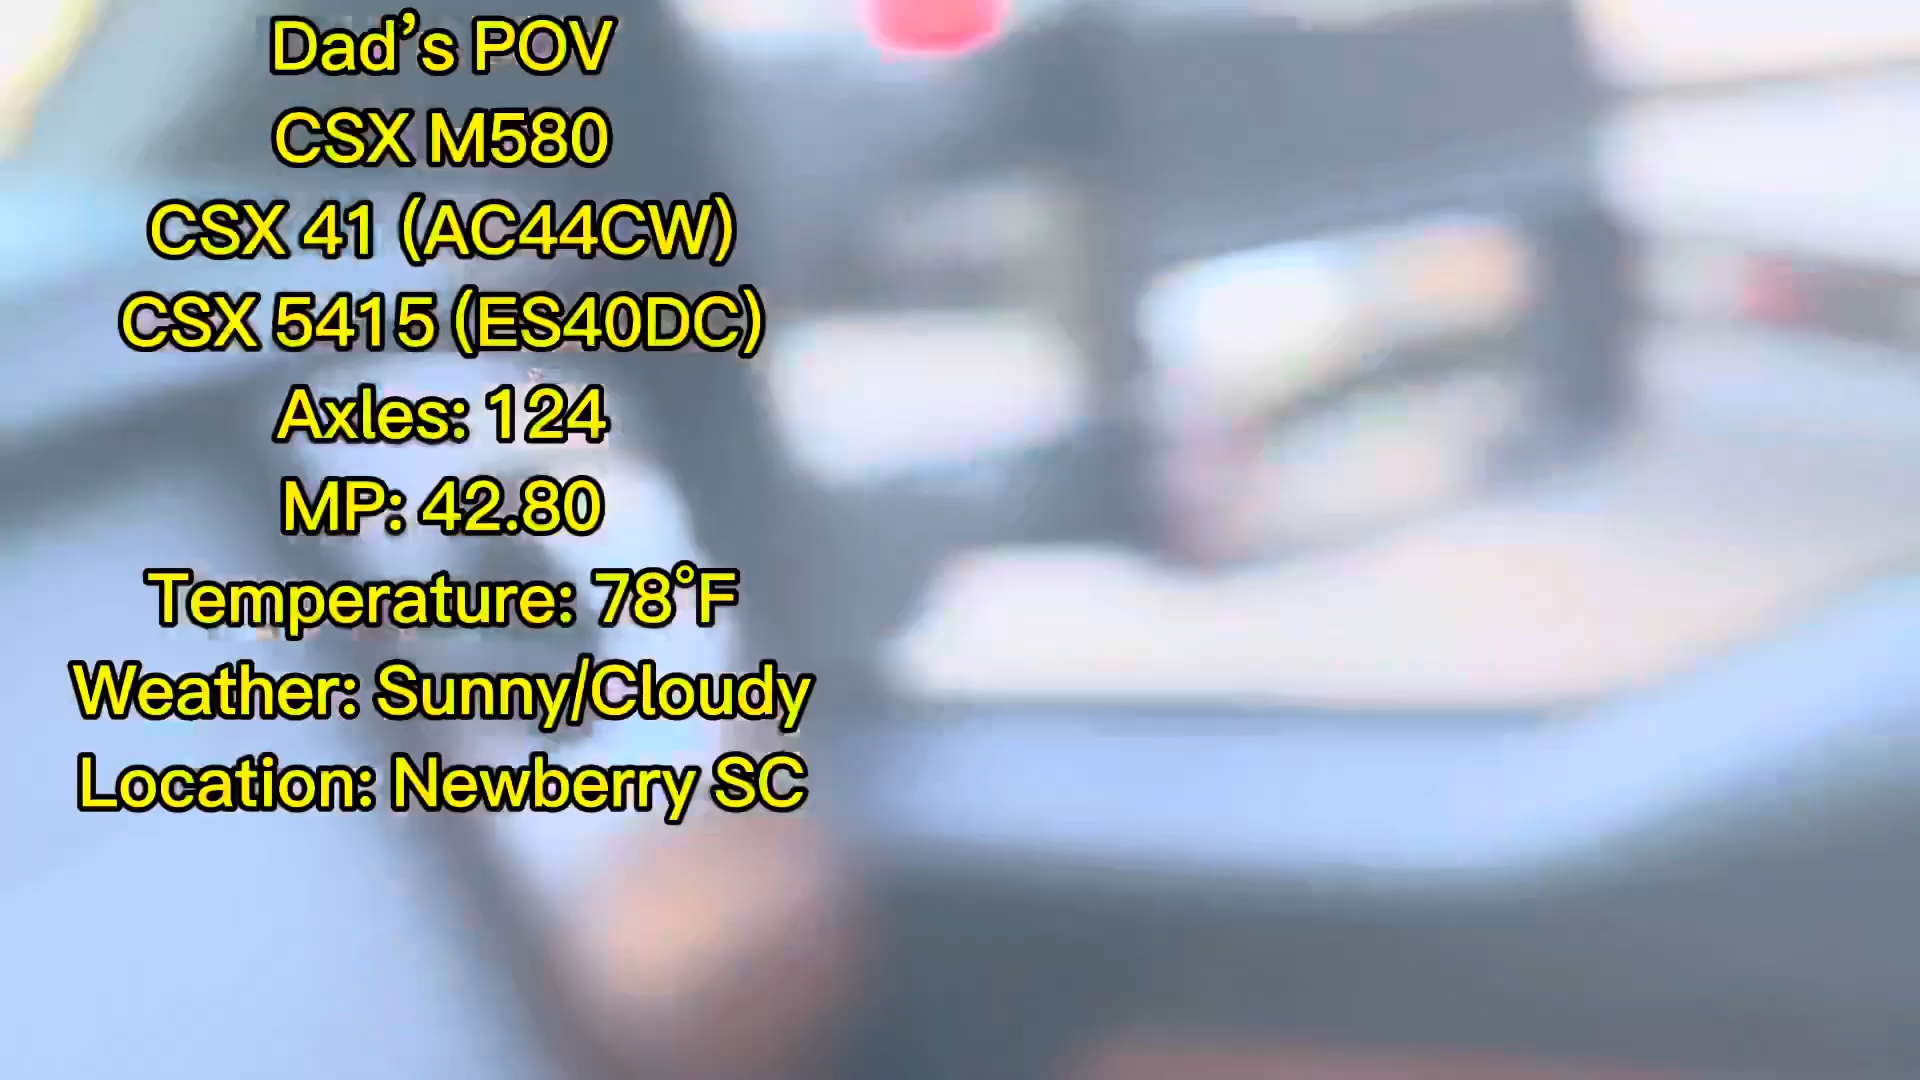 Dad’s POV
CSX M580
CSX 41 (AC44CW)
CSX 5415 (ES40DC)
Axles: 124
MP: 42.80
Temperature: 78°F
Weather: Sunny/Cloudy
Location: Newberry SC